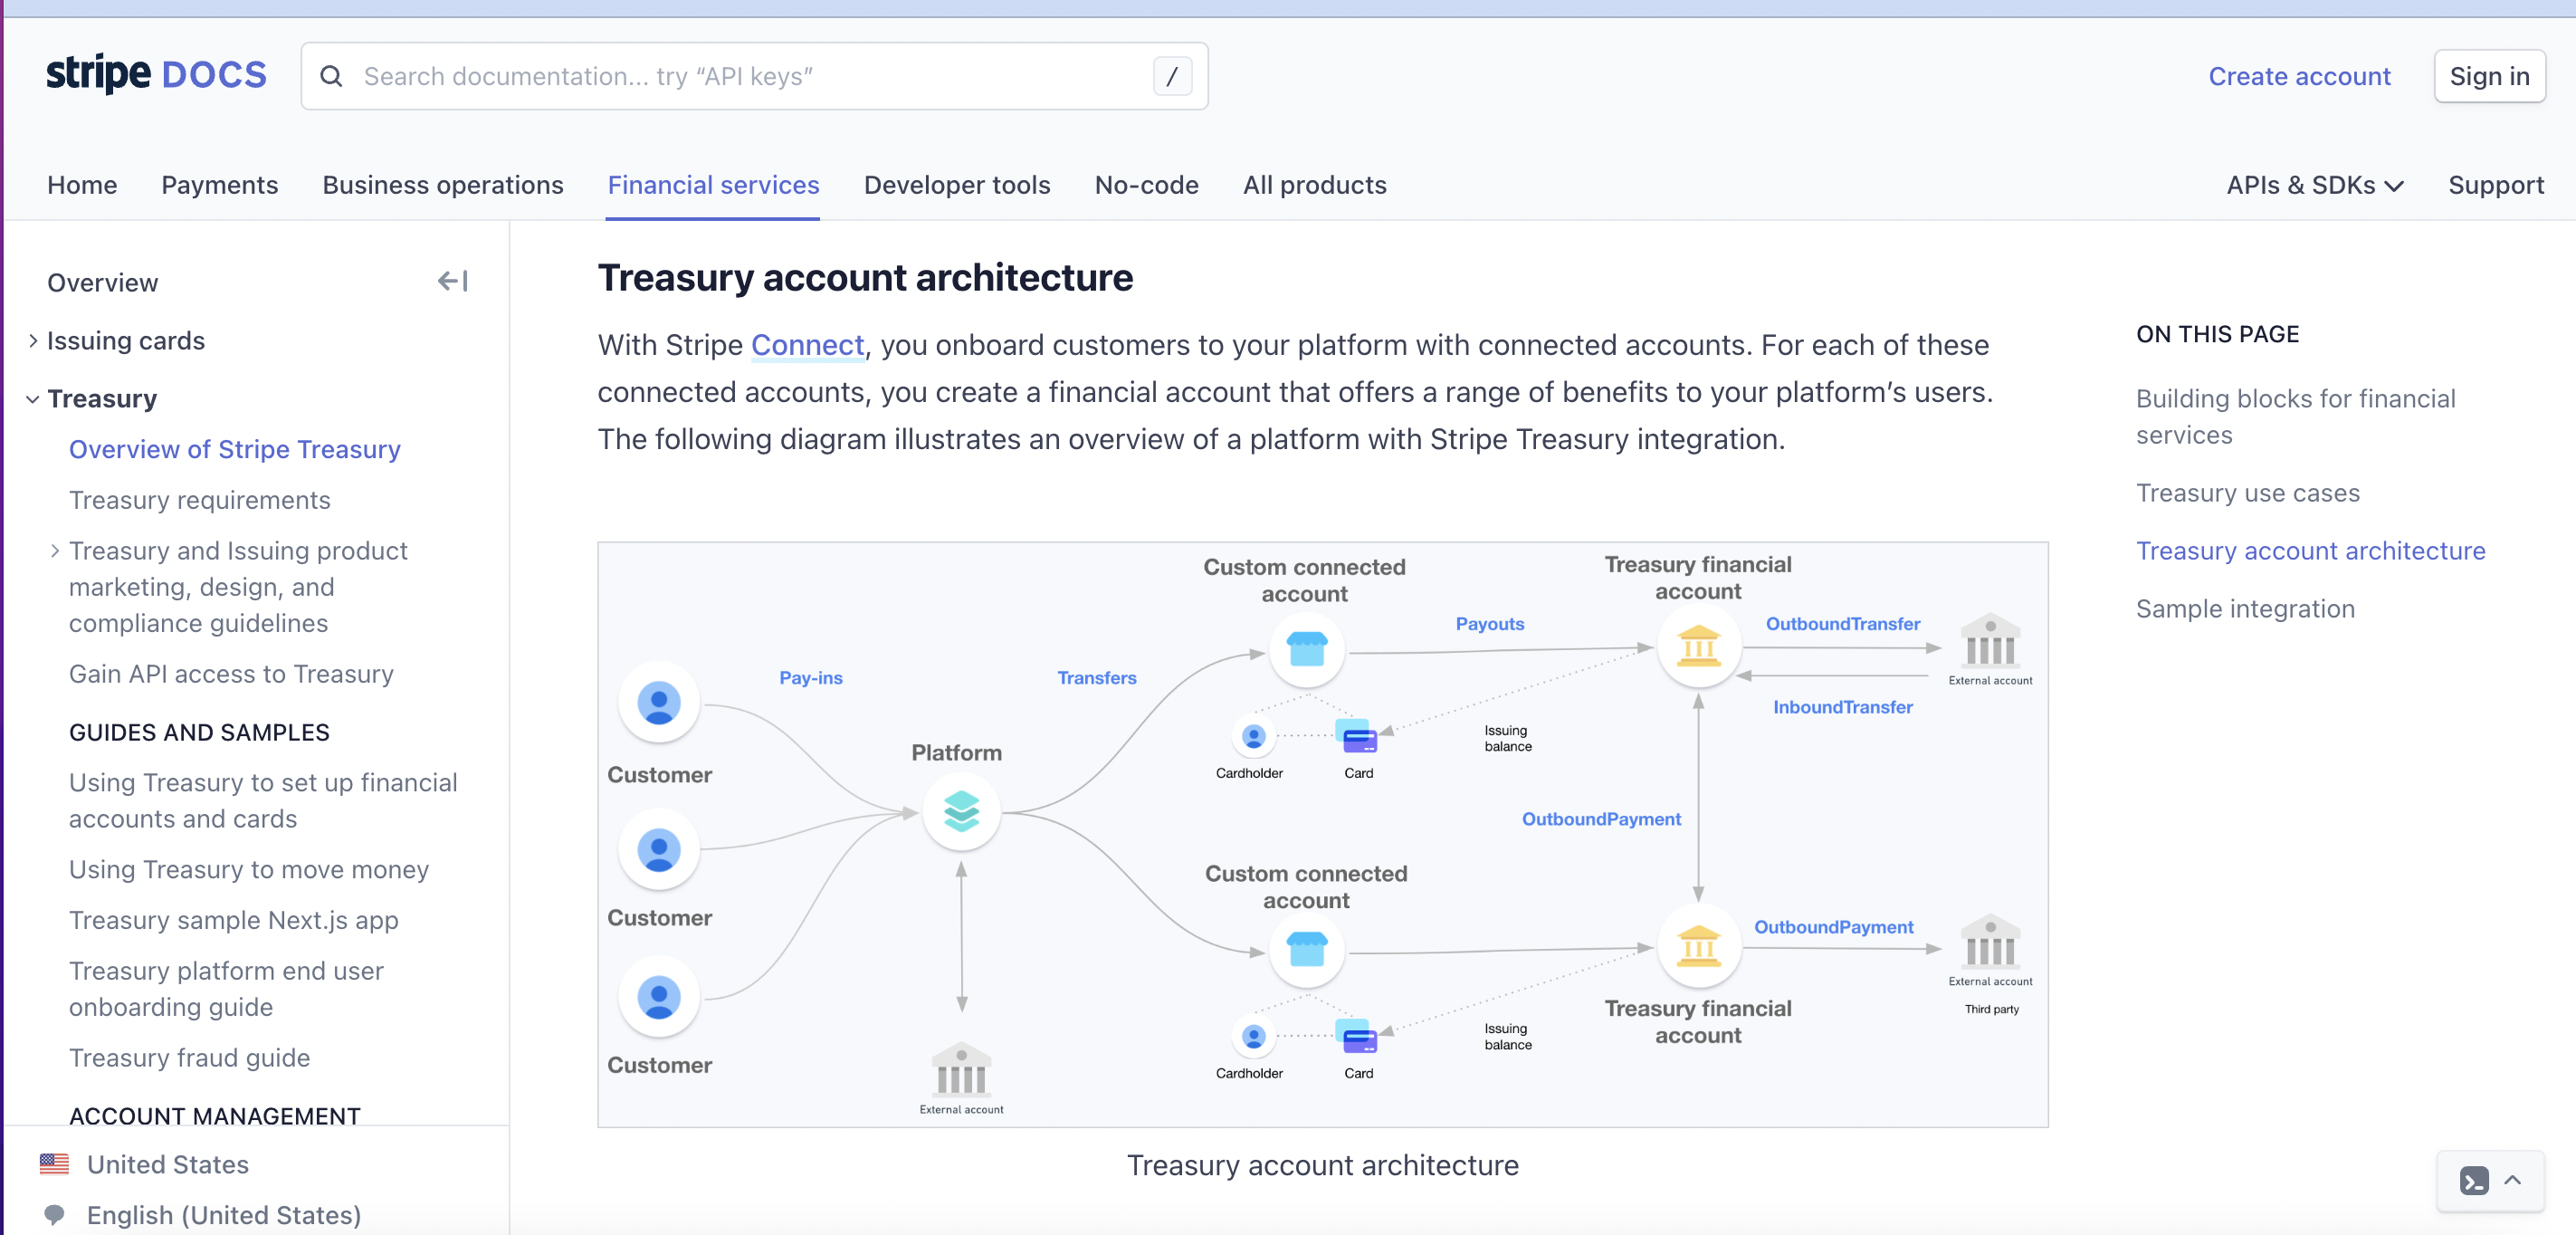 stripe DOCS
Search documentation... try “API keys”
/
Create account
Sign in
Home
Payments
Business operations
Financial services
Developer tools
No-code
All products
APIs & SDKs
Support
Overview
Issuing cards
Treasury
Overview of Stripe Treasury
Treasury requirements
Treasury and Issuing product
marketing, design, and
compliance guidelines
Gain API access to Treasury
GUIDES AND SAMPLES
Using Treasury to set up financial
accounts and cards
Using Treasury to move money
Treasury sample Next.js app
Treasury platform end user
onboarding guide
Treasury fraud guide
ACCOUNT MANAGEMENT
United States
English (United States)
Treasury account architecture
With Stripe Connect, you onboard customers to your platform with connected accounts. For each of these
connected accounts, you create a financial account that offers a range of benefits to your platform’s users.
The following diagram illustrates an overview of a platform with Stripe Treasury integration.
Customer
Customer
Customer
Pay-ins
Platform
External account
Transfers
Custom connected
account
Cardholder
Card
Payouts
Issuing
balance
Treasury financial
account
OutboundTransfer
InboundTransfer
External account
OutboundPayment
Custom connected
account
Cardholder
Card
Issuing
balance
Treasury financial
account
OutboundPayment
External account
Third party
Treasury account architecture
ON THIS PAGE
Building blocks for financial
services
Treasury use cases
Treasury account architecture
Sample integration